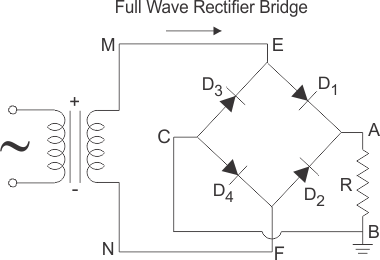 Full Wave Rectifier Bridge
M
E
+
D3
D1
C
A
~
D4
D2
R
-
B
N
F